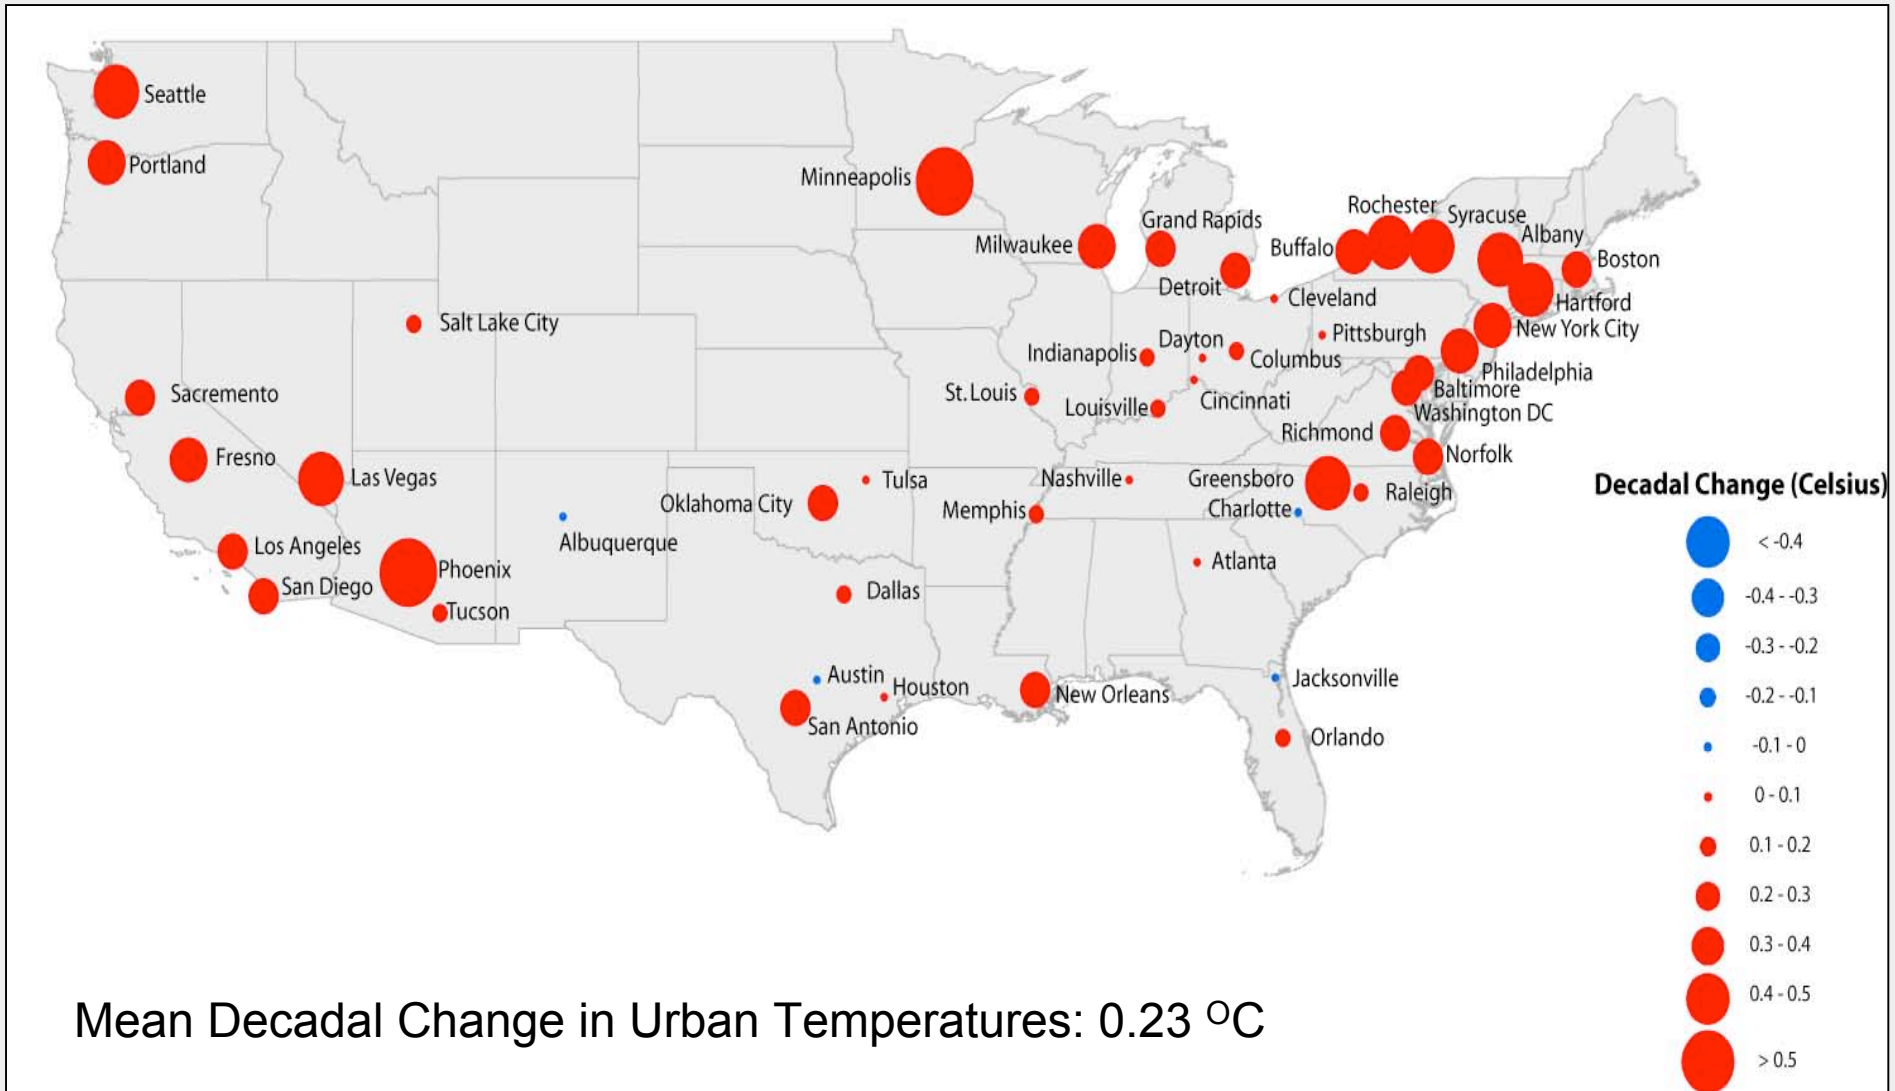 Seattle
Portland
Minneapolis
Milwaukee
Grand Rapids
Detroit
Buffalo
Rochester
Syracuse
Albany
Boston
Hartford
New York City
Philadelphia
Baltimore
Washington DC
Cleveland
Pittsburgh
Dayton
Columbus
Indianapolis
Cincinnati
St. Louis
Louisville
Richmond
Norfolk
Salt Lake City
Sacremento
Fresno
Las Vegas
Los Angeles
San Diego
Phoenix
Tucson
Albuquerque
Oklahoma City
Tulsa
Nashville
Memphis
Greensboro
Raleigh
Charlotte
Atlanta
Dallas
Austin
Houston
San Antonio
New Orleans
Jacksonville
Orlando
Decadal Change (Celsius)
< -0.4
-0.4 - -0.3
-0.3 - -0.2
-0.2 - -0.1
-0.1 - 0
0 - 0.1
0.1 - 0.2
0.2 - 0.3
0.3 - 0.4
0.4 - 0.5
> 0.5
Mean Decadal Change in Urban Temperatures: 0.23 ᴼC